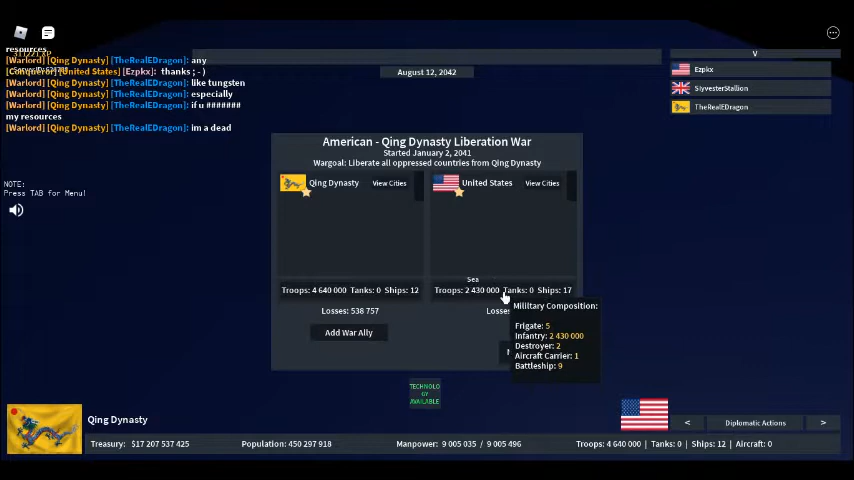 resources
[Warlord] [Qing Dynasty] [TheRealEDragon]: any
[Conqueror] [United States] [Ezpkx]: thanks ; - )
[Warlord] [Qing Dynasty] [TheRealEDragon]: like tungsten
[Warlord] [Qing Dynasty] [TheRealEDragon]: especially
[Warlord] [Qing Dynasty] [TheRealEDragon]: if u #######
my resources
[Warlord] [Qing Dynasty] [TheRealEDragon]: im a dead
NOTE:
Press TAB for Menu!
August 12, 2042
V
Ezpkx
SlyvesterStallion
TheRealEDragon
American - Qing Dynasty Liberation War
Started January 2, 2041
Wargoal: Liberate all oppressed countries from Qing Dynasty
Qing Dynasty View Cities
United States View Cities
Sea
Troops: 4 640 000 Tanks: 0 Ships: 12
Troops: 2 430 000 Tanks: 0 Ships: 17
Losses: 538 757
Losses
Add War Ally
Military Composition:
Frigate: 5
Infantry: 2 430 000
Destroyer: 2
Aircraft Carrier: 1
Battleship: 9
TECHNOLO
GY
AVAILABLE
Qing Dynasty
< Diplomatic Actions >
Treasury: $17 207 537 425 Population: 450 297 918 Manpower: 9 005 035 / 9 005 496 Troops: 4 640 000 | Tanks: 0 | Ships: 12 | Aircraft: 0